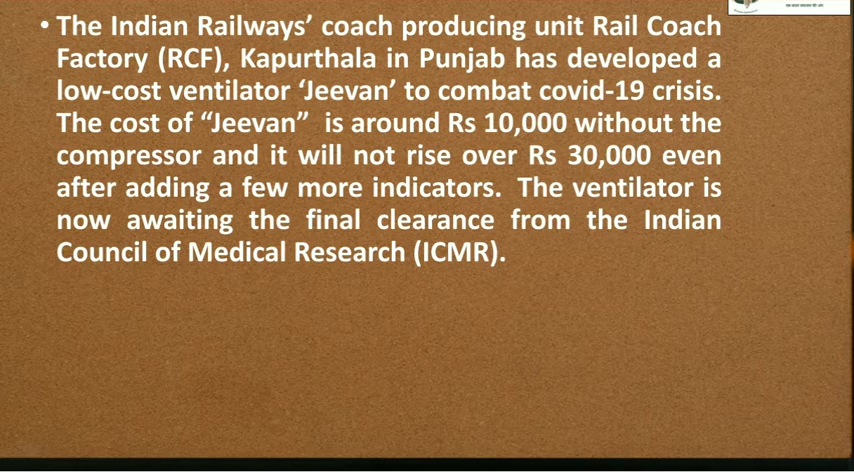 • The Indian Railways’ coach producing unit Rail Coach
Factory (RCF), Kapurthala in Punjab has developed a
low-cost ventilator ‘Jeevan’ to combat covid-19 crisis.
The cost of “Jeevan” is around Rs 10,000 without the
compressor and it will not rise over Rs 30,000 even
after adding a few more indicators. The ventilator is
now awaiting the final clearance from the Indian
Council of Medical Research (ICMR).